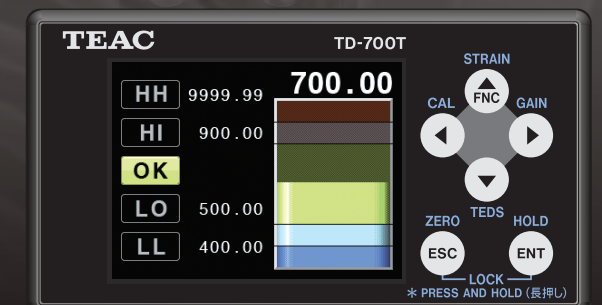 TEAC
TD-700T
700.00
HH 9999.99
HI 900.00
OK
LO 500.00
LL 400.00
STRAIN
FNC
CAL GAIN
TEDS
ZERO HOLD
ESC ENT
LOCK
* PRESS AND HOLD (長押し)